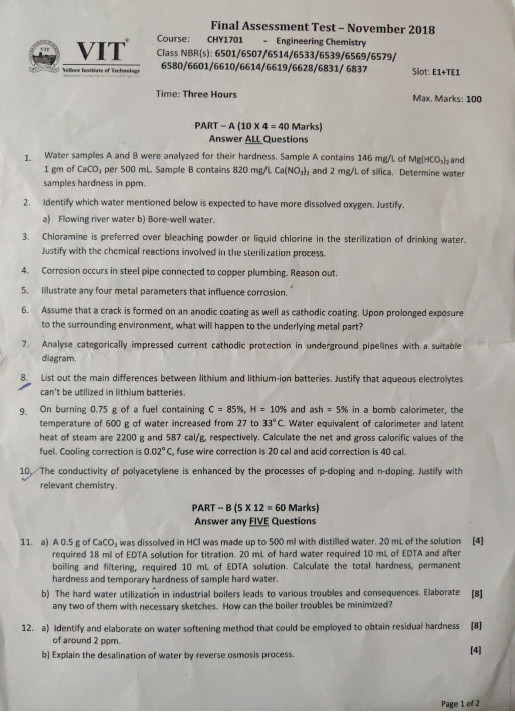 Final Assessment Test – November 2018
Course: CHY1701 - Engineering Chemistry
Class NBR(s): 6501/6507/6514/6533/6539/6569/6579/
6580/6601/6610/6614/6619/6628/6831/ 6837
Slot: E1+TE1
VIT
VIT
Vellore Institute of Technology
Time: Three Hours
Max. Marks: 100
PART – A (10 X 4 = 40 Marks)
Answer ALL Questions
1. Water samples A and B were analyzed for their hardness. Sample A contains 146 mg/L of Mg(HCO₃)₂ and
1 gm of CaCO₃ per 500 mL. Sample B contains 820 mg/L Ca(NO₃)₂ and 2 mg/L of silica. Determine water
samples hardness in ppm.
2. Identify which water mentioned below is expected to have more dissolved oxygen. Justify.
a) Flowing river water b) Bore-well water.
3. Chloramine is preferred over bleaching powder or liquid chlorine in the sterilization of drinking water.
Justify with the chemical reactions involved in the sterilization process.
4. Corrosion occurs in steel pipe connected to copper plumbing. Reason out.
5. Illustrate any four metal parameters that influence corrosion.
6. Assume that a crack is formed on an anodic coating as well as cathodic coating. Upon prolonged exposure
to the surrounding environment, what will happen to the underlying metal part?
7. Analyse categorically impressed current cathodic protection in underground pipelines with a suitable
diagram.
8. List out the main differences between lithium and lithium-ion batteries. Justify that aqueous electrolytes
can't be utilized in lithium batteries.
9. On burning 0.75 g of a fuel containing C = 85%, H = 10% and ash = 5% in a bomb calorimeter, the
temperature of 600 g of water increased from 27 to 33°C. Water equivalent of calorimeter and latent
heat of steam are 2200 g and 587 cal/g, respectively. Calculate the net and gross calorific values of the
fuel. Cooling correction is 0.02°C, fuse wire correction is 20 cal and acid correction is 40 cal.
10. The conductivity of polyacetylene is enhanced by the processes of p-doping and n-doping. Justify with
relevant chemistry.
PART – B (5 X 12 = 60 Marks)
Answer any FIVE Questions
11. a) A 0.5 g of CaCO₃ was dissolved in HCl was made up to 500 ml with distilled water. 20 mL of the solution [4]
required 18 ml of EDTA solution for titration. 20 mL of hard water required 10 mL of EDTA and after
boiling and filtering, required 10 mL of EDTA solution. Calculate the total hardness, permanent
hardness and temporary hardness of sample hard water.
b) The hard water utilization in industrial boilers leads to various troubles and consequences. Elaborate [8]
any two of them with necessary sketches. How can the boiler troubles be minimized?
12. a) Identify and elaborate on water softening method that could be employed to obtain residual hardness [8]
of around 2 ppm.
b) Explain the desalination of water by reverse osmosis process. [4]
Page 1 of 2